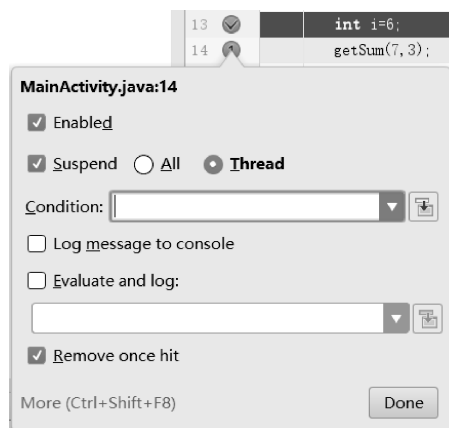 13 int i=6;
14 getSum(7,3);
MainActivity.java:14
Enabled
Suspend All Thread
Condition:
Log message to console
Evaluate and log:
Remove once hit
More (Ctrl+Shift+F8) Done